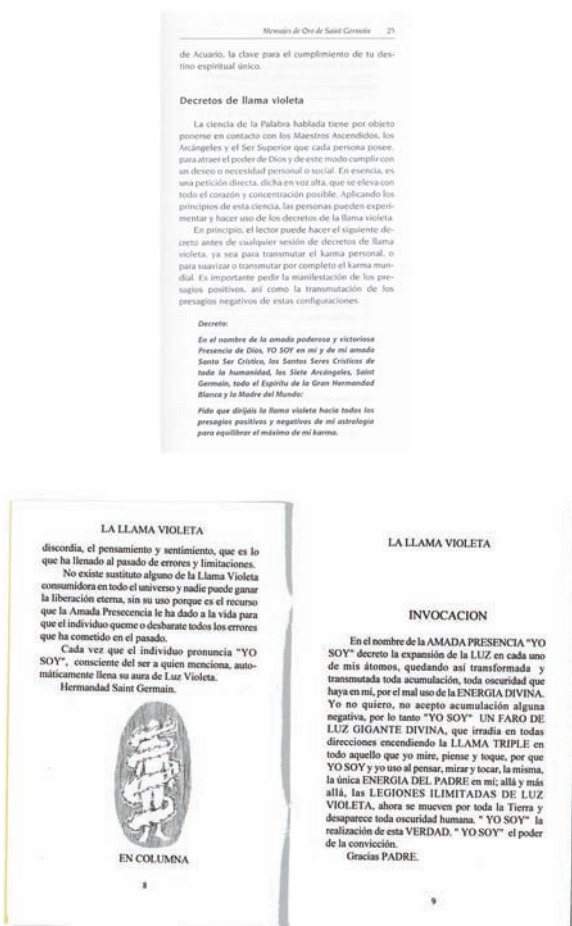 Mensajes de Oro de Saint Germain 25
de Acuario, la clave para el cumplimiento de tu des-
tino espiritual único.
Decretos de llama violeta
La ciencia de la Palabra hablada tiene por objeto
ponerse en contacto con los Maestros Ascendidos, los
Arcángeles y el Ser Superior que cada persona posee,
para atraer el poder de Dios y de este modo cumplir con
un deseo o necesidad personal o social. En esencia, es
una petición directa, dicha en voz alta, que se eleva con
todo el corazón y concentración posible. Aplicando los
principios de esta ciencia, las personas pueden experi-
mentar y hacer uso de los decretos de la llama violeta.
En principio, el lector puede hacer el siguiente de-
creto antes de cualquier sesión de decretos de llama
violeta, ya sea para transmutar el karma personal, o
para suavizar o transmutar por completo el karma mun-
dial. Es importante pedir la manifestación de los pre-
sagios positivos, así como la transmutación de los
presagios negativos de estas configuraciones.
Decreto:
En el nombre de la amada poderosa y victoriosa
Presencia de Dios, YO SOY en mí y de mi amado
Santo Ser Crístico, los Santos Seres Crísticos de
toda la humanidad, los Siete Arcángeles, Saint
Germain, todo el Espíritu de la Gran Hermandad
Blanca y la Madre del Mundo:
Pido que dirijáis la llama violeta hacia todos los
presagios positivos y negativos de mi astrología
para equilibrar el máximo de mi karma.
LA LLAMA VIOLETA
discordia, el pensamiento y sentimiento, que es lo
que ha llenado al pasado de errores y limitaciones.
No existe sustituto alguno de la Llama Violeta
consumidora en todo el universo y nadie puede ganar
la liberación eterna, sin su uso porque es el recurso
que la Amada Presecencia le ha dado a la vida para
que el individuo queme o desbarate todos los errores
que ha cometido en el pasado.
Cada vez que el individuo pronuncia "YO
SOY", consciente del ser a quien menciona, auto-
máticamente llena su aura de Luz Violeta.
Hermandad Saint Germain.
EN COLUMNA
8
LA LLAMA VIOLETA
INVOCACION
En el nombre de la AMADA PRESENCIA "YO
SOY" decreto la expansión de la LUZ en cada uno
de mis átomos, quedando así transformada y
transmutada toda acumulación, toda oscuridad que
haya en mí, por el mal uso de la ENERGIA DIVINA.
Yo no quiero, no acepto acumulación alguna
negativa, por lo tanto "YO SOY" UN FARO DE
LUZ GIGANTE DIVINA, que irradia en todas
direcciones encendiendo la LLAMA TRIPLE en
todo aquello que yo mire, piense y toque, por que
YO SOY y yo uso al pensar, mirar y tocar, la misma,
la única ENERGIA DEL PADRE en mí; allá y más
allá, las LEGIONES ILIMITADAS DE LUZ
VIOLETA, ahora se mueven por toda la Tierra y
desaparece toda oscuridad humana. " YO SOY" la
realización de esta VERDAD. " YO SOY" el poder
de la convicción.
Gracias PADRE.
9